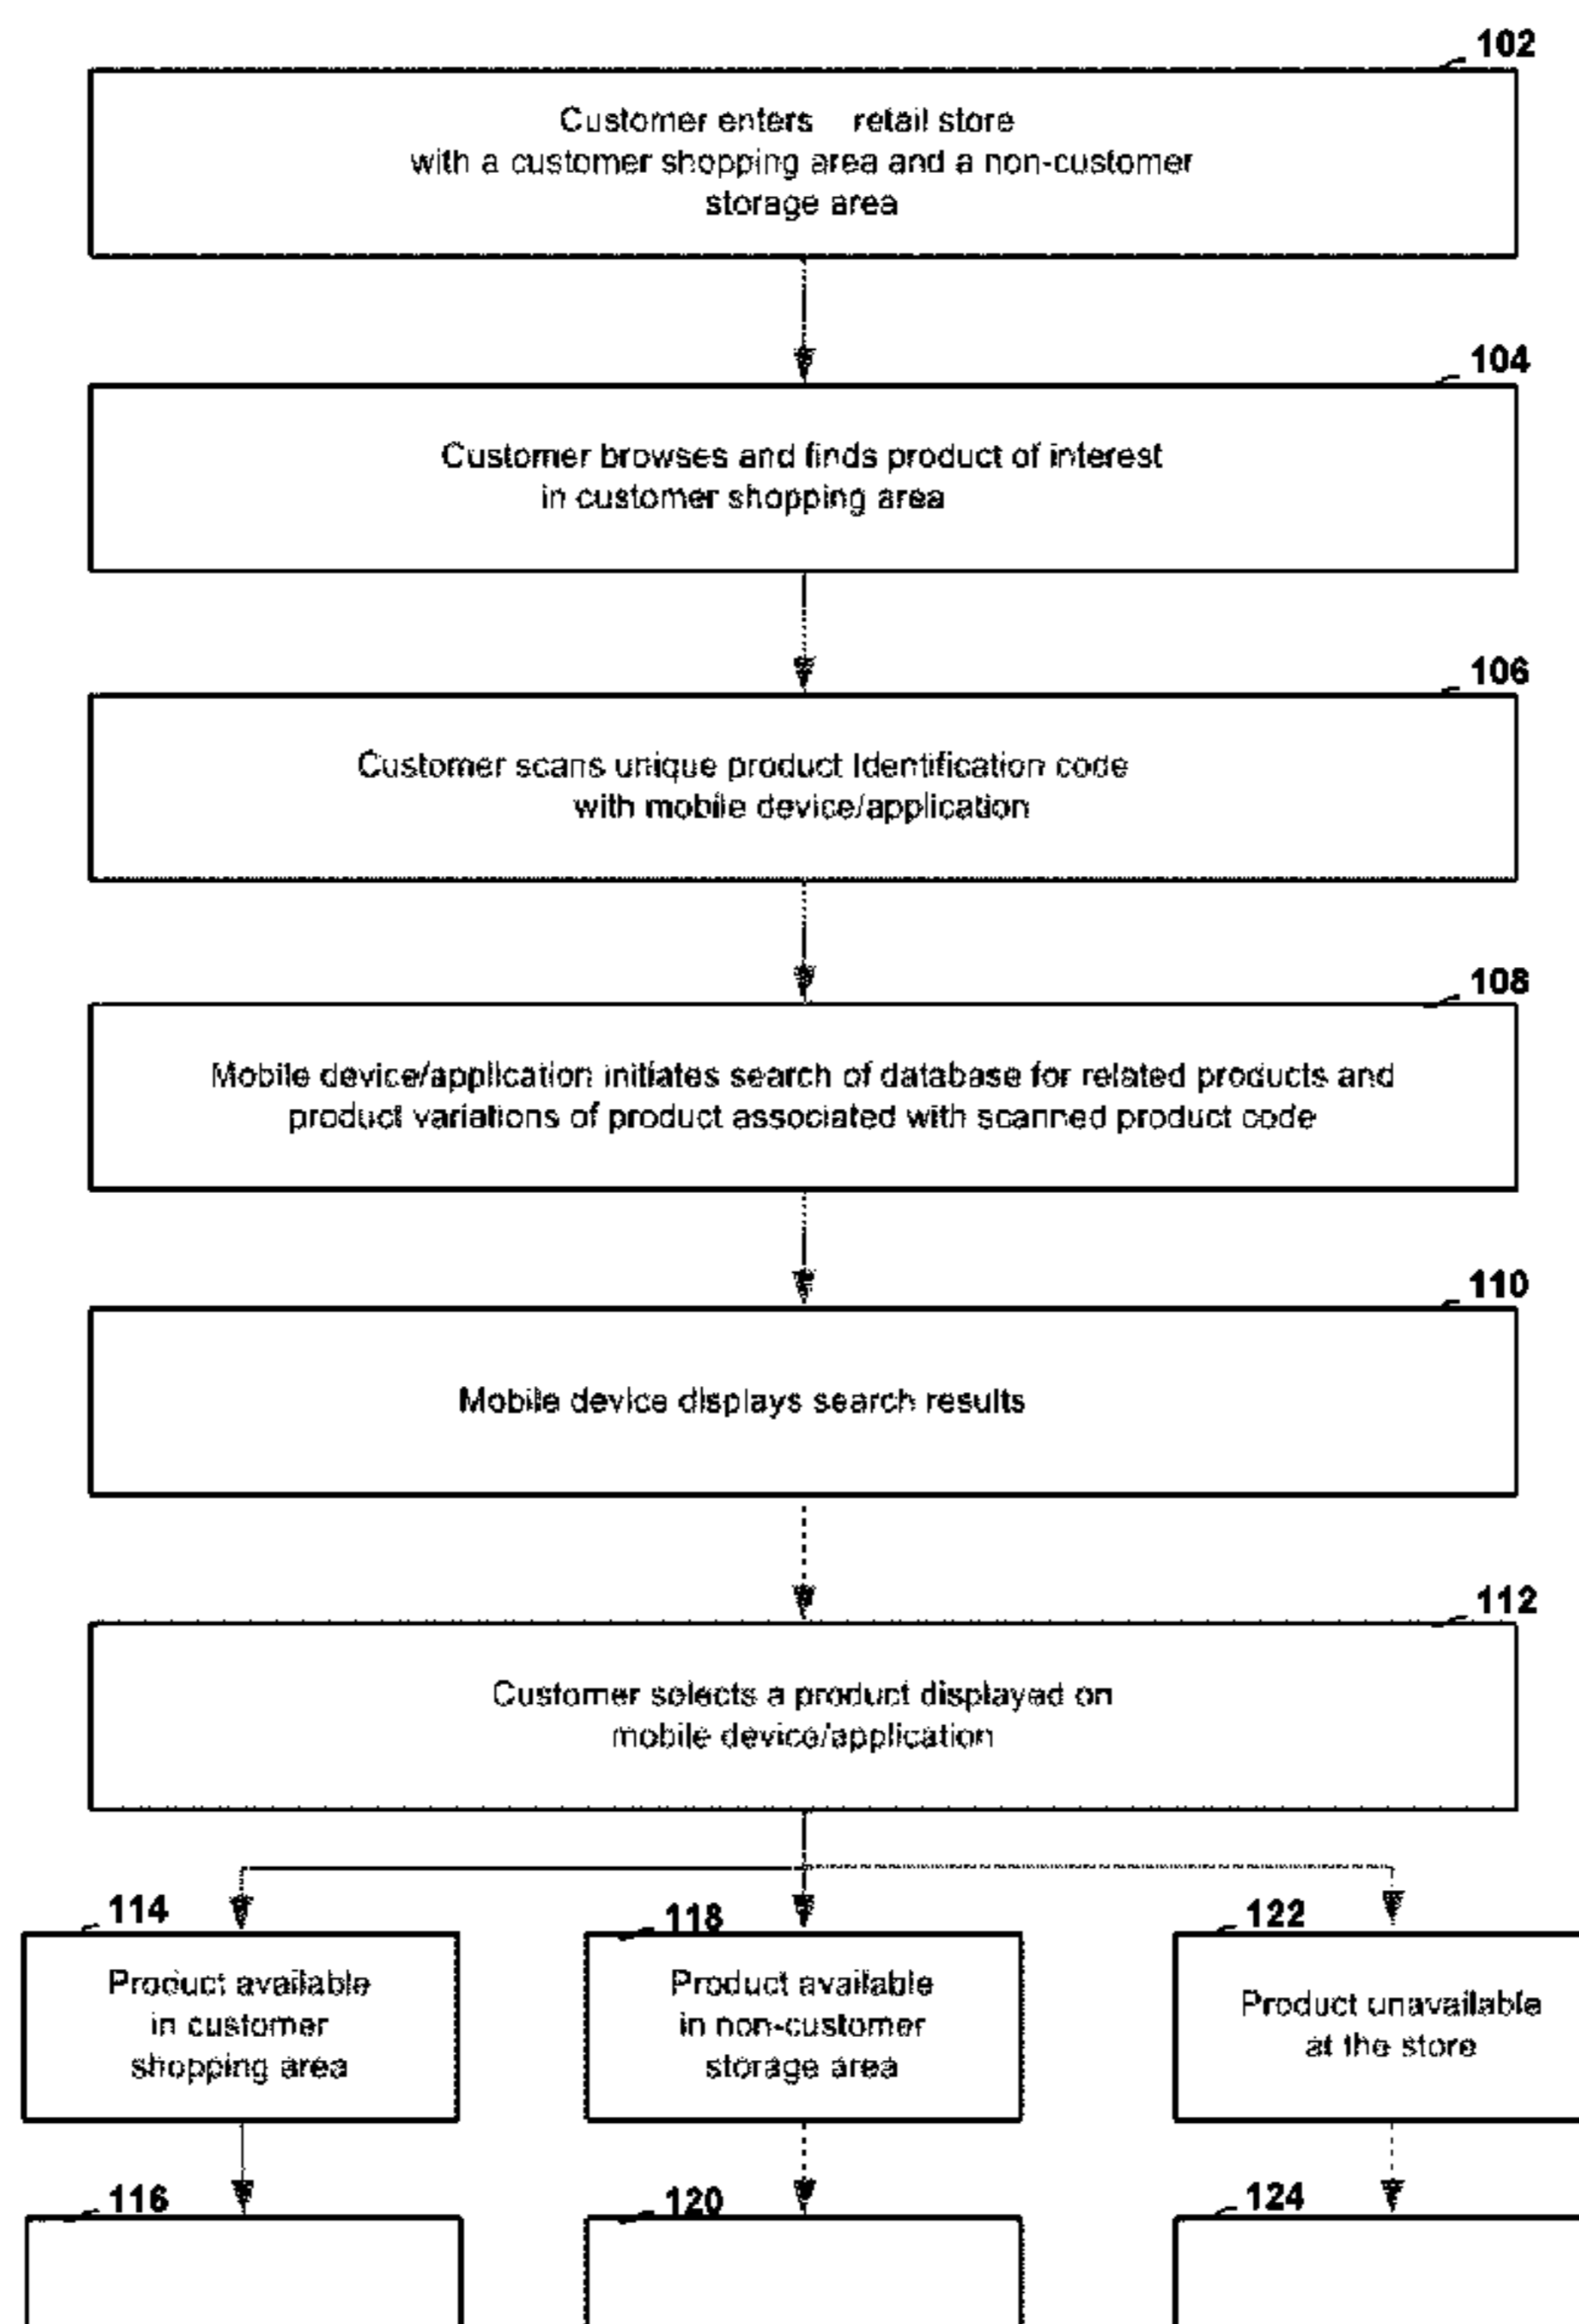 102
Customer enters retail store
with a customer shopping area and a non-customer
storage area
104
Customer browses and finds product of interest
in customer shopping area
106
Customer scans unique product Identification code
with mobile device/application
108
Mobile device/application initiates search of database for related products and
product variations of product associated with scanned product code
110
Mobile device displays search results
112
Customer selects a product displayed on
mobile device/application
114
Product available
in customer
shopping area
118
Product available
in non-customer
storage area
122
Product unavailable
at the store
116
120
124